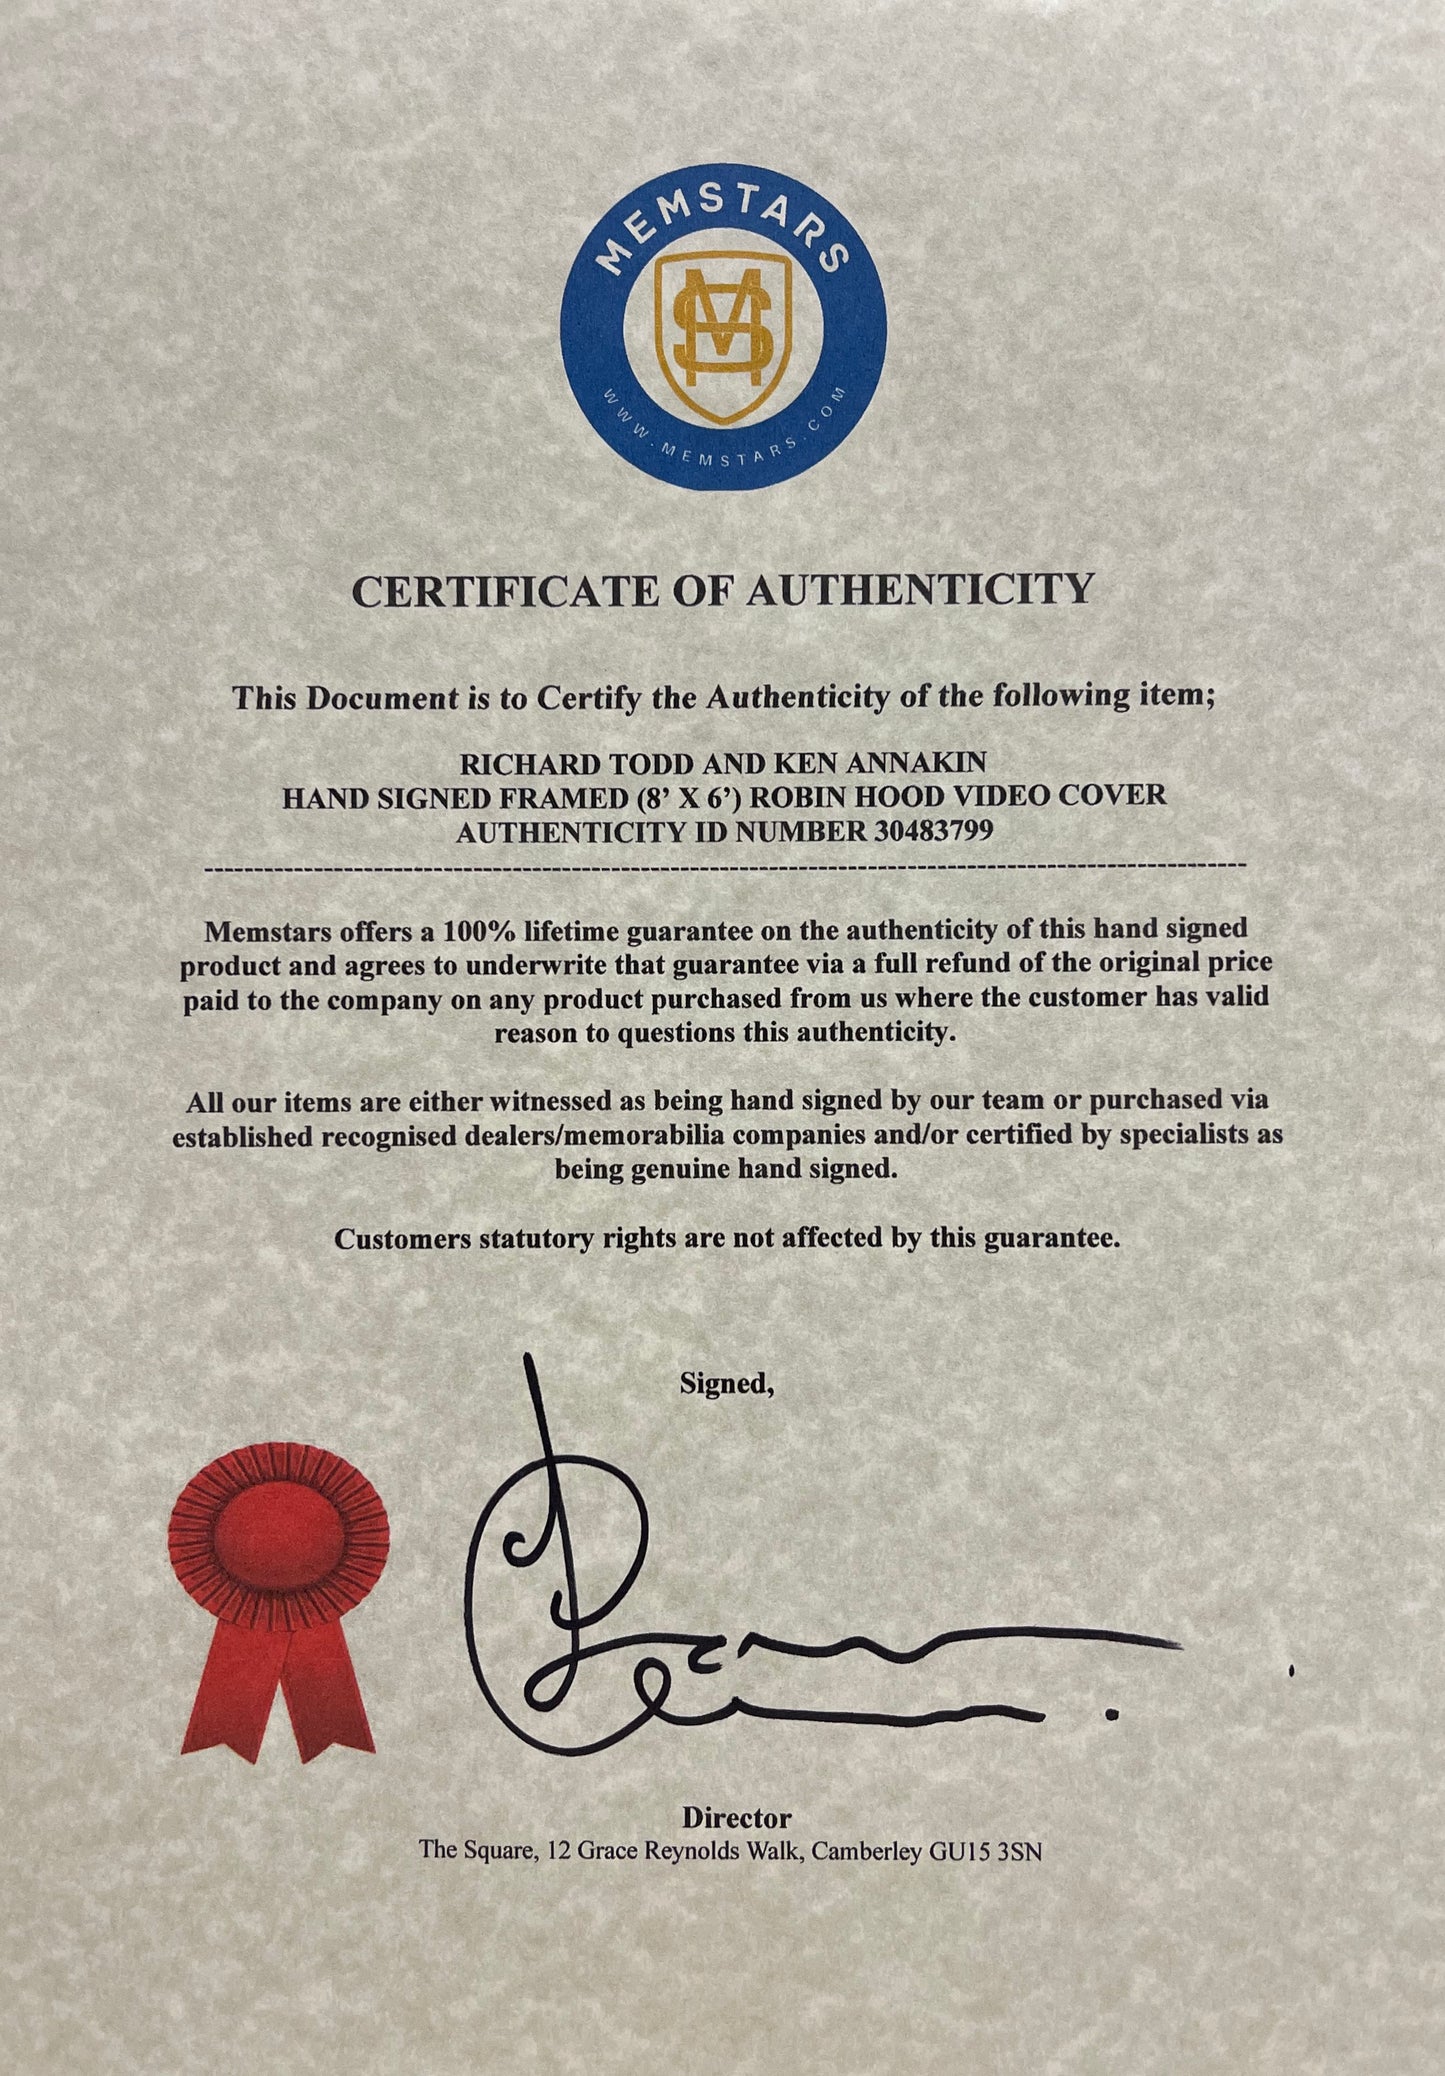 MEMSTARS
WWW.MEMSTARS.COM
CERTIFICATE OF AUTHENTICITY
This Document is to Certify the Authenticity of the following item;
RICHARD TODD AND KEN ANNAKIN
HAND SIGNED FRAMED (8’ X 6’) ROBIN HOOD VIDEO COVER
AUTHENTICITY ID NUMBER 30483799
Memstars offers a 100% lifetime guarantee on the authenticity of this hand signed
product and agrees to underwrite that guarantee via a full refund of the original price
paid to the company on any product purchased from us where the customer has valid
reason to questions this authenticity.
All our items are either witnessed as being hand signed by our team or purchased via
established recognised dealers/memorabilia companies and/or certified by specialists as
being genuine hand signed.
Customers statutory rights are not affected by this guarantee.
Signed,
Director
The Square, 12 Grace Reynolds Walk, Camberley GU15 3SN